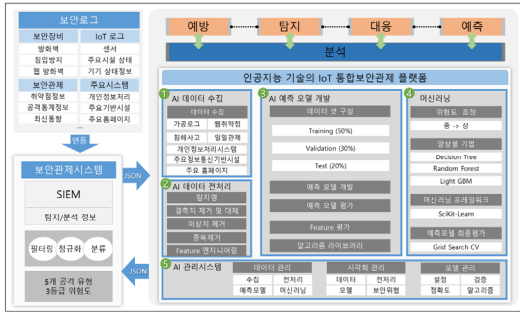 보안로그
보안장비
방화벽
침입방지
웹 방화벽
IoT 로그
센서
주요시설 상태
기기 상태정보
보안관제
취약점정보
공격통계정보
최신동향
주요시스템
개인정보처리
주요기반시설
주요홈페이지
...
연동
보안관제시스템
SIEM
탐지/분석 정보
필터링 정규화 분류
5개 공격 유형
3등급 위험도
JSON
JSON
예방 탐지 대응 예측
분석
인공지능 기술의 IoT 통합보안관제 플랫폼
1 AI 데이터 수집
데이터 수집
가공로그 웹취약점
침해사고 일일관제
개인정보처리시스템
주요정보통신기반시설
주요 홈페이지
2 AI 데이터 전처리
탐지명
결측치 제거 및 대체
이상치 제거
중복제거
Feature 엔지니어링
3 AI 예측 모델 개발
데이터 셋 구성
Training (50%)
Validation (30%)
Test (20%)
예측 모델 개발
예측 모델 평가
Feature 평가
알고리즘 라이브러리
4 머신러닝
위험도 조정
중 -> 상
앙상블 기법
Decision Tree
Random Forest
Light GBM
머신러닝 프레임워크
SciKit-Learn
예측모델 최종평가
Grid Search CV
5 AI 관리시스템
데이터 관리
수집 전처리
예측모델 머신러닝
시각화 관리
데이터 전처리
모델 보안위협
모델 관리
설정 검증
정확도 알고리즘